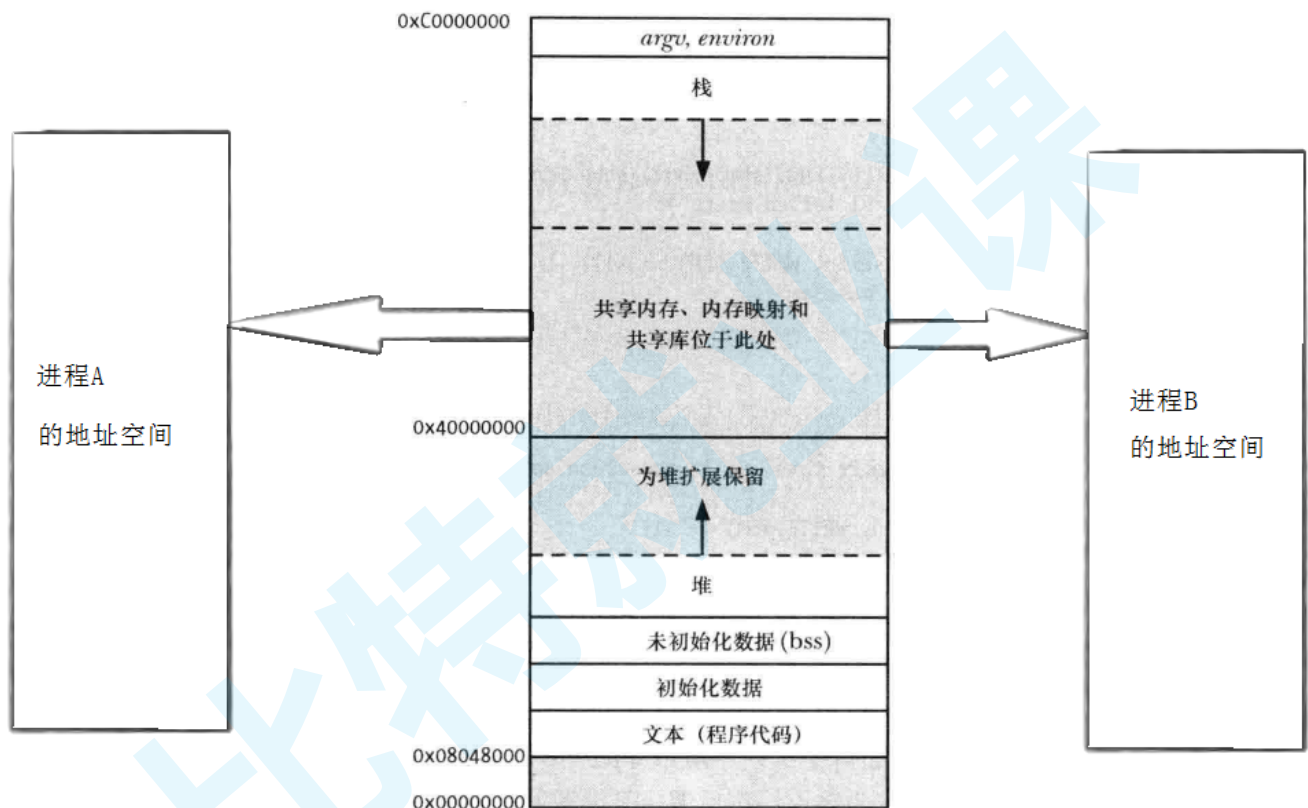 0xC0000000
argv, environ
栈
共享内存、内存映射和
共享库位于此处
进程A
的地址空间
进程B
的地址空间
0x40000000
为堆扩展保留
堆
未初始化数据(bss)
初始化数据
文本（程序代码）
0x08048000
0x00000000
比特就业课